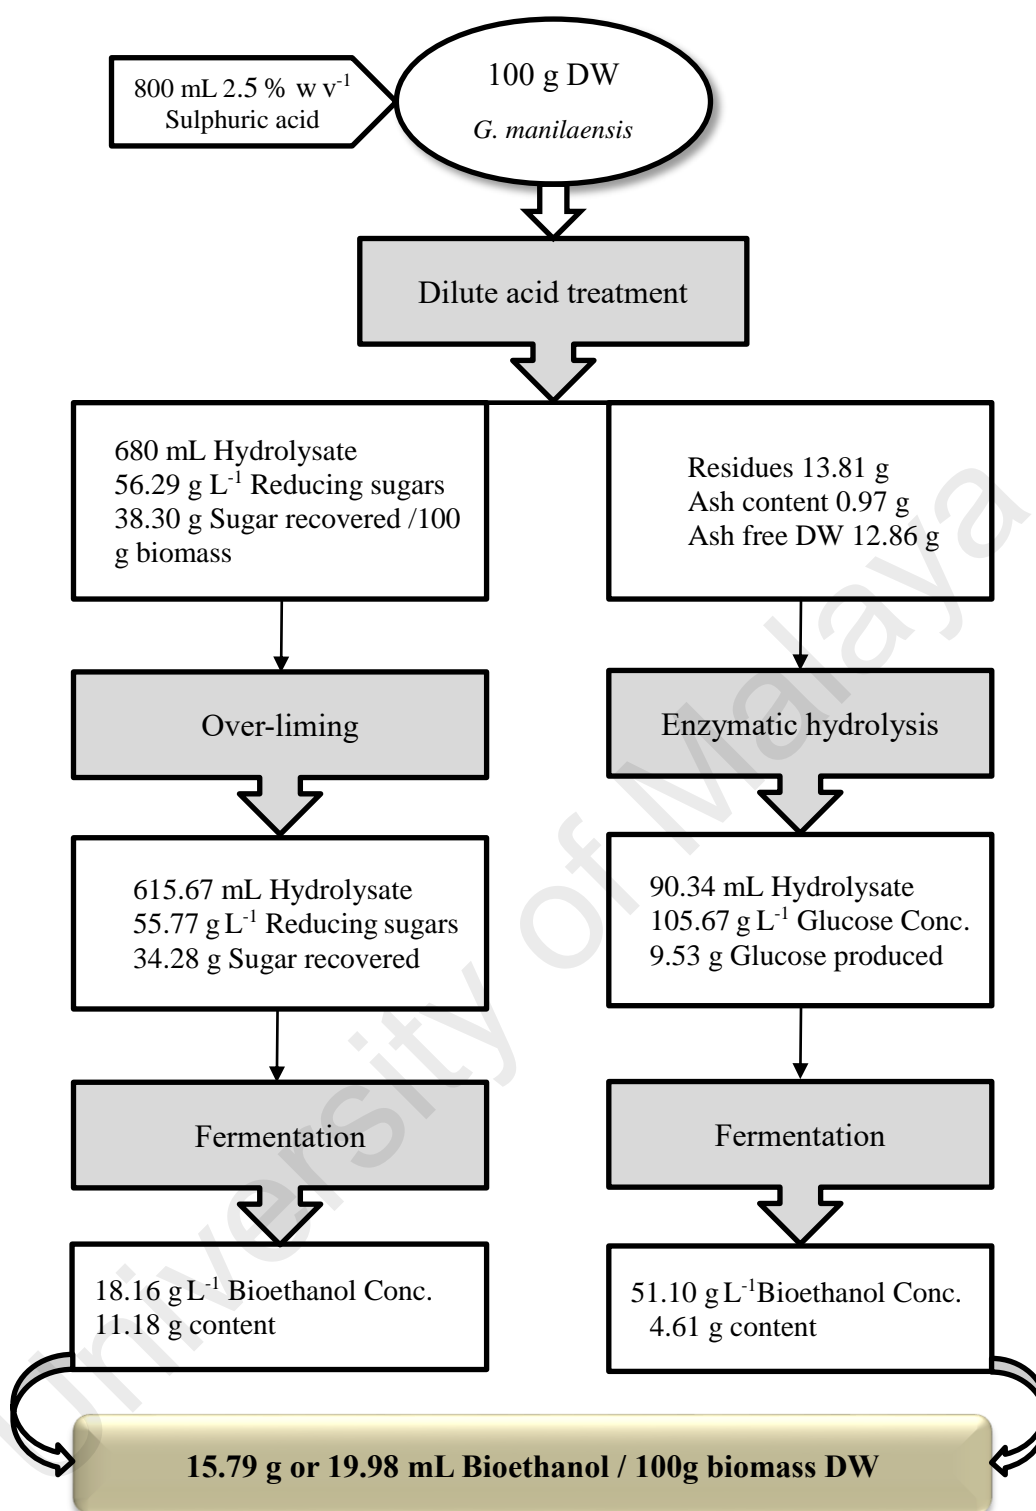 800 mL 2.5 % w v⁻¹
Sulphuric acid
100 g DW
G. manilaensis
Dilute acid treatment
680 mL Hydrolysate
56.29 g L⁻¹ Reducing sugars
38.30 g Sugar recovered /100
g biomass
Residues 13.81 g
Ash content 0.97 g
Ash free DW 12.86 g
Over-liming
Enzymatic hydrolysis
615.67 mL Hydrolysate
55.77 g L⁻¹ Reducing sugars
34.28 g Sugar recovered
90.34 mL Hydrolysate
105.67 g L⁻¹ Glucose Conc.
9.53 g Glucose produced
Fermentation
Fermentation
18.16 g L⁻¹ Bioethanol Conc.
11.18 g content
51.10 g L⁻¹Bioethanol Conc.
4.61 g content
15.79 g or 19.98 mL Bioethanol / 100g biomass DW
University of Malaya